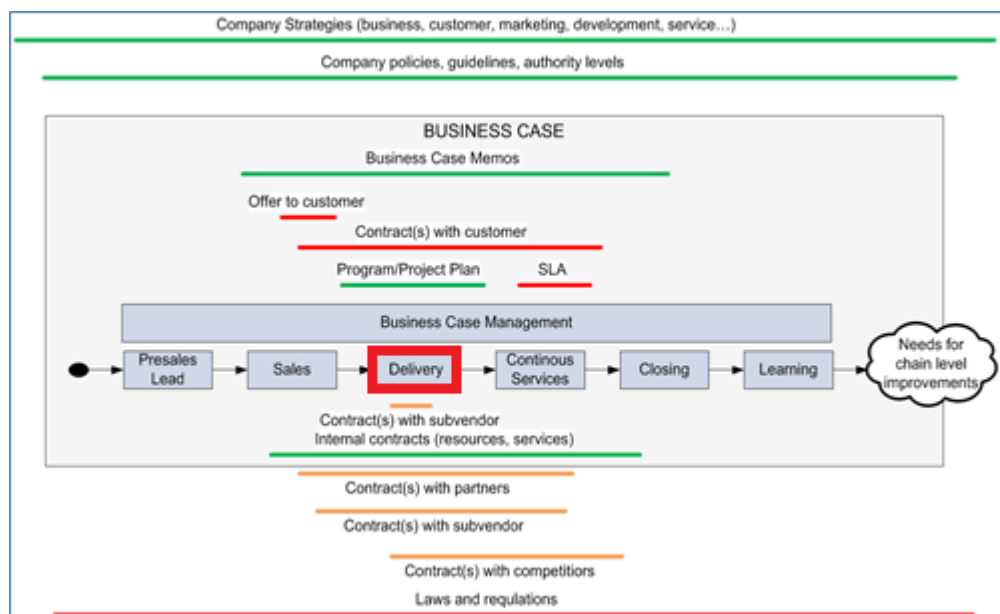 Company Strategies (business, customer, marketing, development, service…)
Company policies, guidelines, authority levels
BUSINESS CASE
Business Case Memos
Offer to customer
Contract(s) with customer
Program/Project Plan
SLA
Business Case Management
Presales
Lead
Sales
Delivery
Continous
Services
Closing
Learning
Needs for
chain level
improvements
Contract(s) with subvendor
Internal contracts (resources, services)
Contract(s) with partners
Contract(s) with subvendor
Contract(s) with competitiors
Laws and requlations